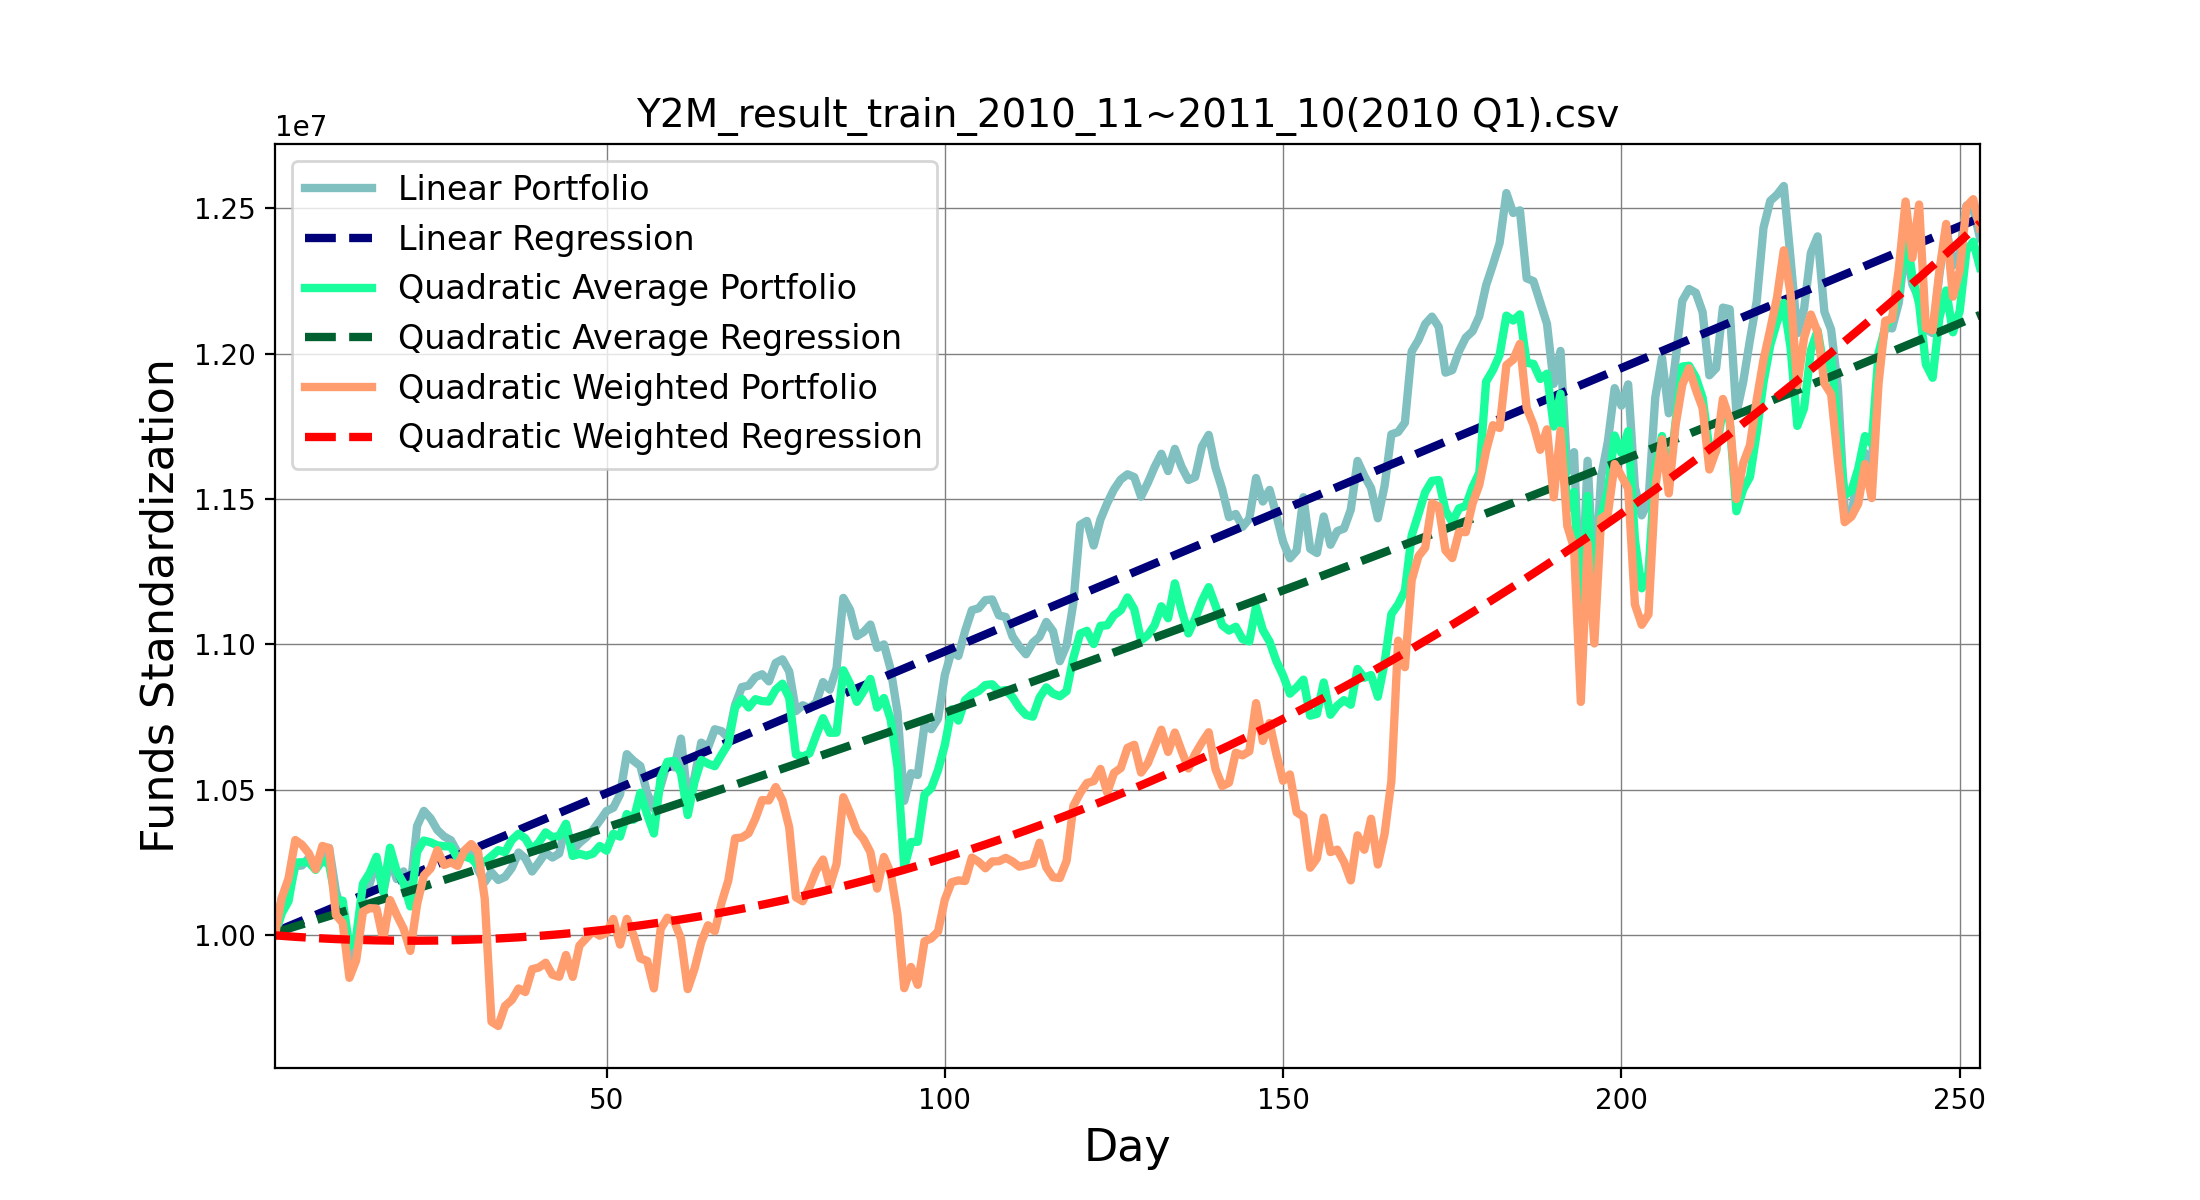 Y2M_result_train_2010_11~2011_10(2010 Q1).csv
1e7
Linear Portfolio
Linear Regression
Quadratic Average Portfolio
Quadratic Average Regression
Quadratic Weighted Portfolio
Quadratic Weighted Regression
1.25
1.20
1.15
1.10
1.05
1.00
Funds Standardization
50 100 150 200 250
Day